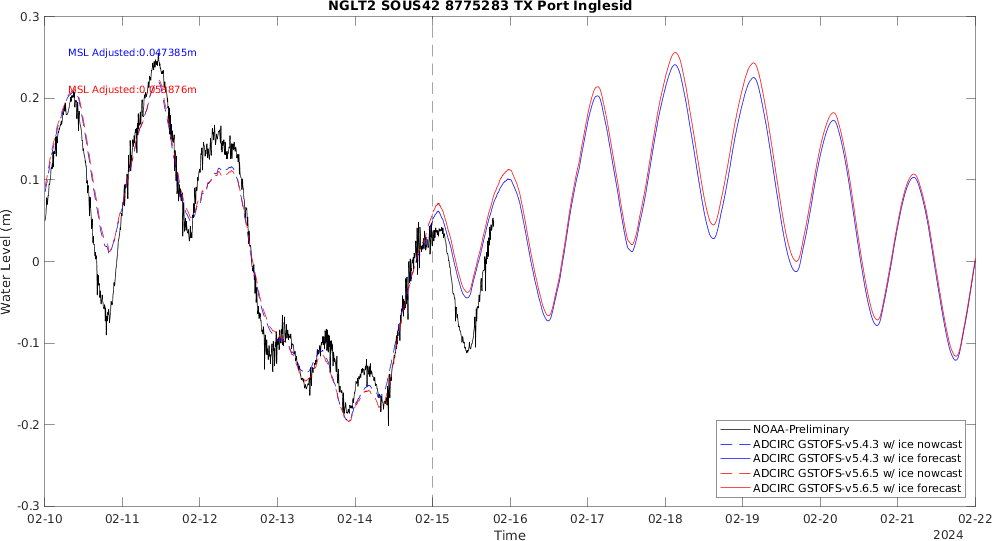 NGLT2 SOUS42 8775283 TX Port Inglesid
MSL Adjusted:0.047385m
MSL Adjusted:
0.3
0.2
0.1
0
-0.1
-0.2
-0.3
Water Level (m)
NOAA-Preliminary
ADCIRC GSTOFS-v5.4.3 w/ ice nowcast
ADCIRC GSTOFS-v5.4.3 w/ ice forecast
ADCIRC GSTOFS-v5.6.5 w/ ice nowcast
ADCIRC GSTOFS-v5.6.5 w/ ice forecast
02-10 02-11 02-12 02-13 02-14 02-15 02-16 02-17 02-18 02-19 02-20 02-21 02-22
Time
2024